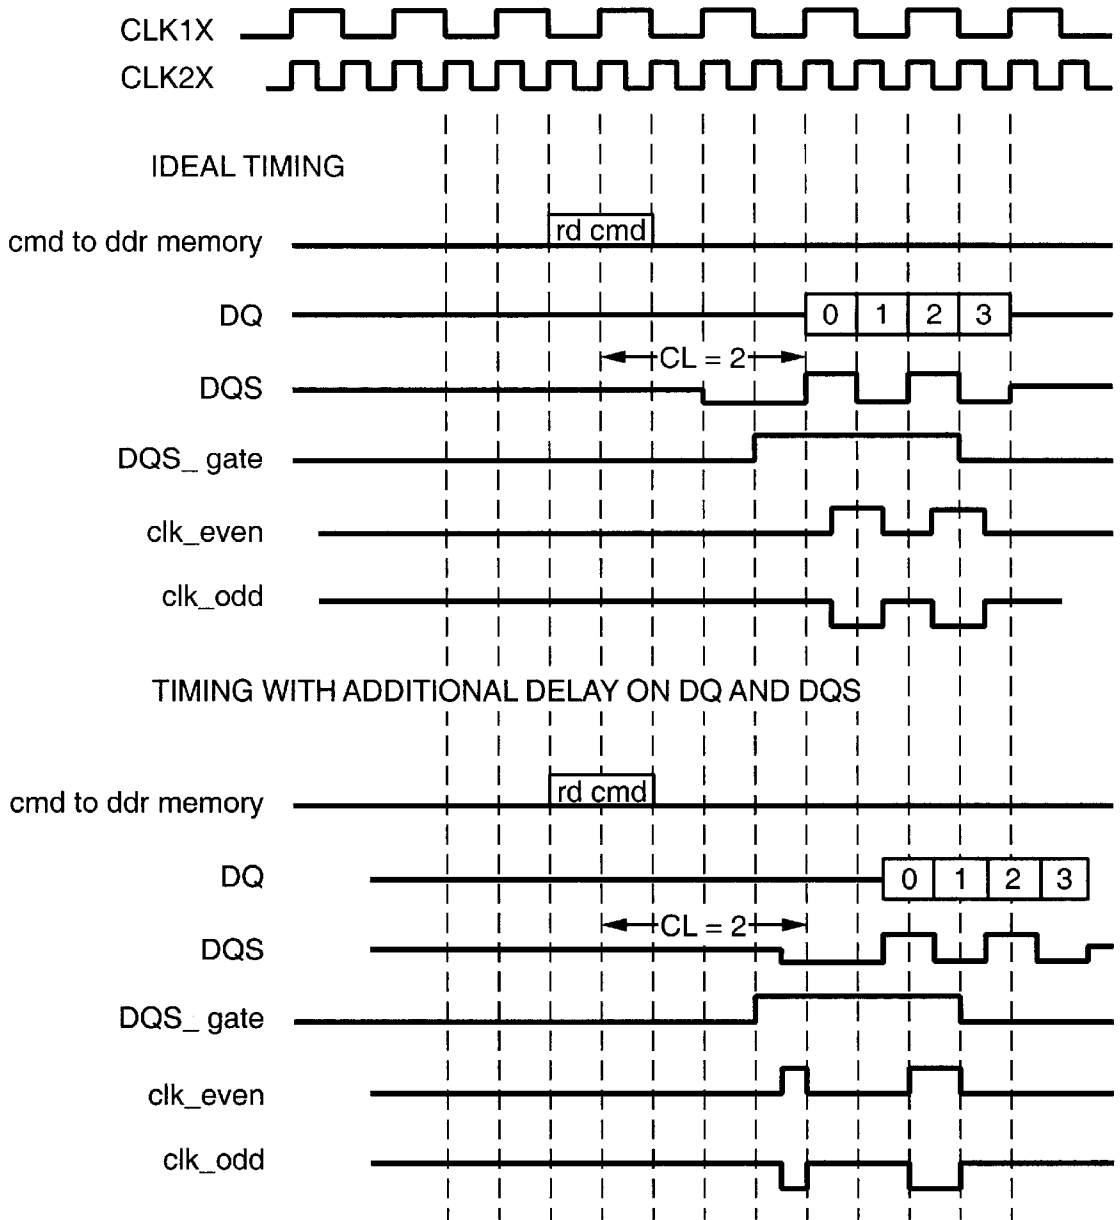 CLK1X
CLK2X
IDEAL TIMING
cmd to ddr memory
rd cmd
DQ
0 1 2 3
CL = 2
DQS
DQS_ gate
clk_even
clk_odd
TIMING WITH ADDITIONAL DELAY ON DQ AND DQS
cmd to ddr memory
rd cmd
DQ
0 1 2 3
CL = 2
DQS
DQS_ gate
clk_even
clk_odd